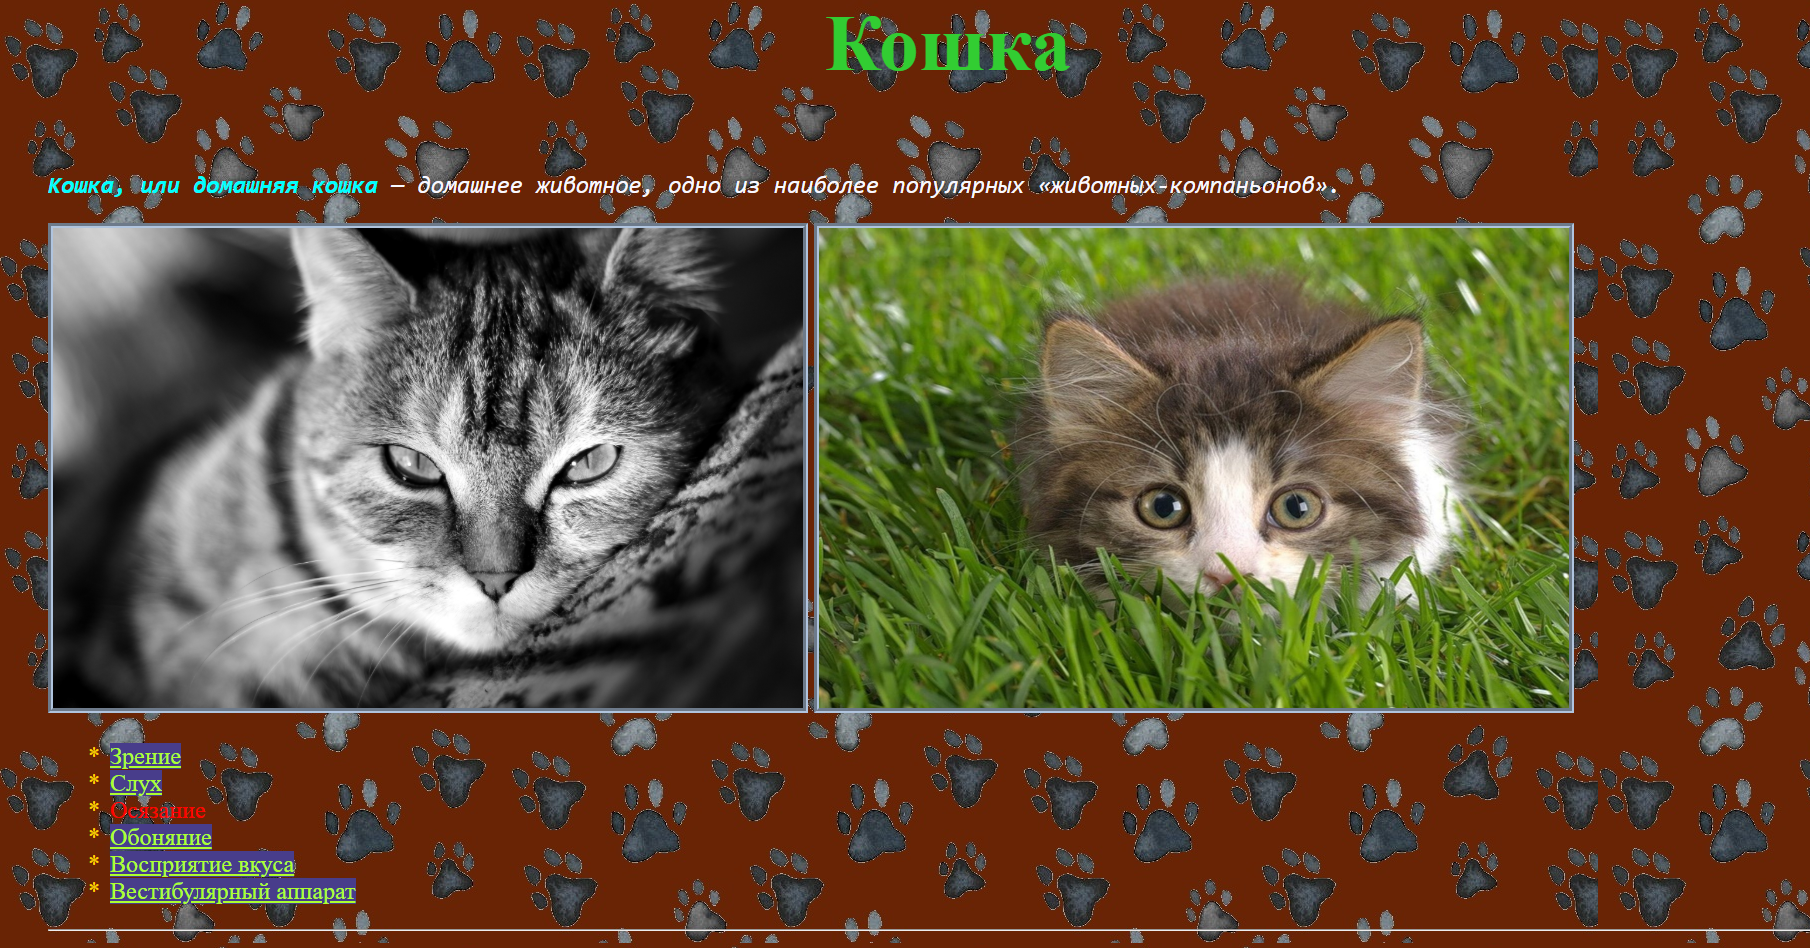 Кошка
Кошка, или домашняя кошка – домашнее животное, одно из наиболее популярных «животных-компаньонов».
* Зрение
* Слух
* Осязание
* Обоняние
* Восприятие вкуса
* Вестибулярный аппарат